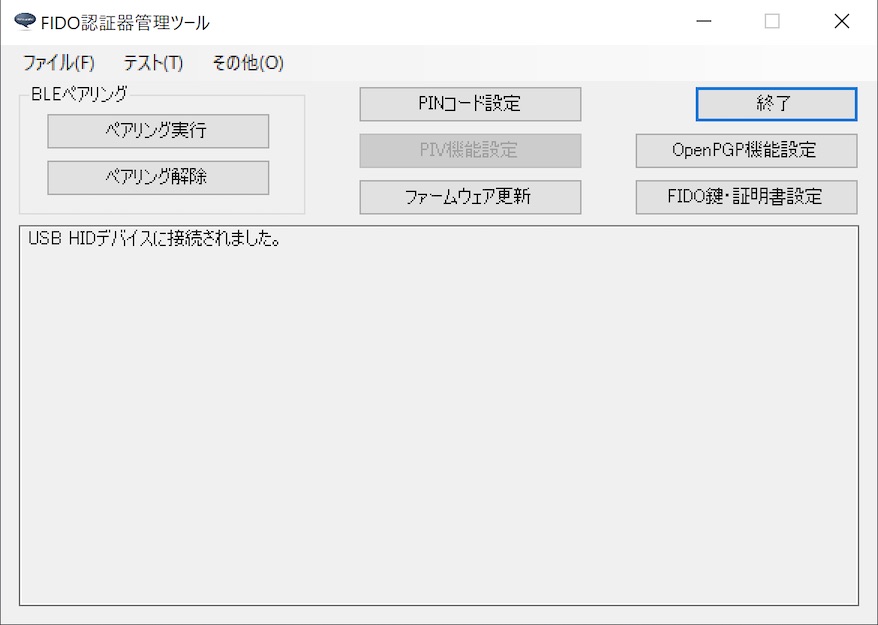 FIDO認証器管理ツール
ファイル(F) テスト(T) その他(O)
BLEペアリング
ペアリング実行
ペアリング解除
PINコード設定
PIV機能設定
ファームウェア更新
終了
OpenPGP機能設定
FIDO鍵・証明書設定
USB HIDデバイスに接続されました。